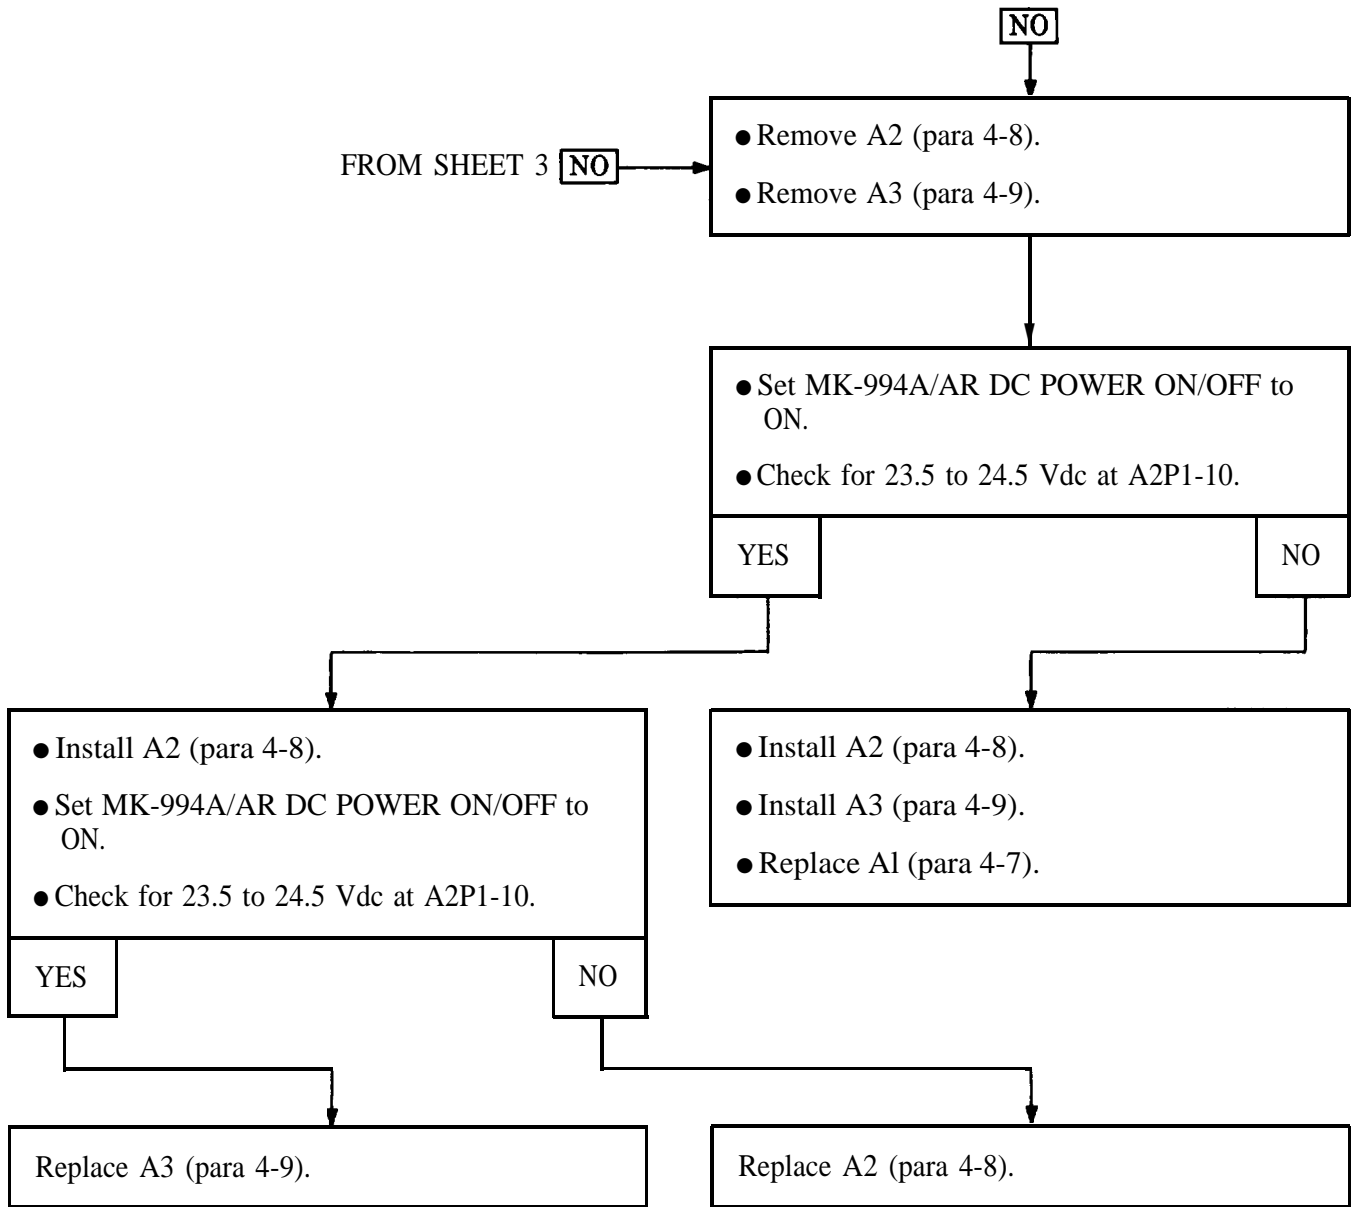 NO
FROM SHEET 3 NO
● Remove A2 (para 4-8).
● Remove A3 (para 4-9).
● Set MK-994A/AR DC POWER ON/OFF to
ON.
● Check for 23.5 to 24.5 Vdc at A2P1-10.
YES
NO
● Install A2 (para 4-8).
● Set MK-994A/AR DC POWER ON/OFF to
ON.
● Check for 23.5 to 24.5 Vdc at A2P1-10.
YES
NO
● Install A2 (para 4-8).
● Install A3 (para 4-9).
● Replace Al (para 4-7).
Replace A3 (para 4-9).
Replace A2 (para 4-8).